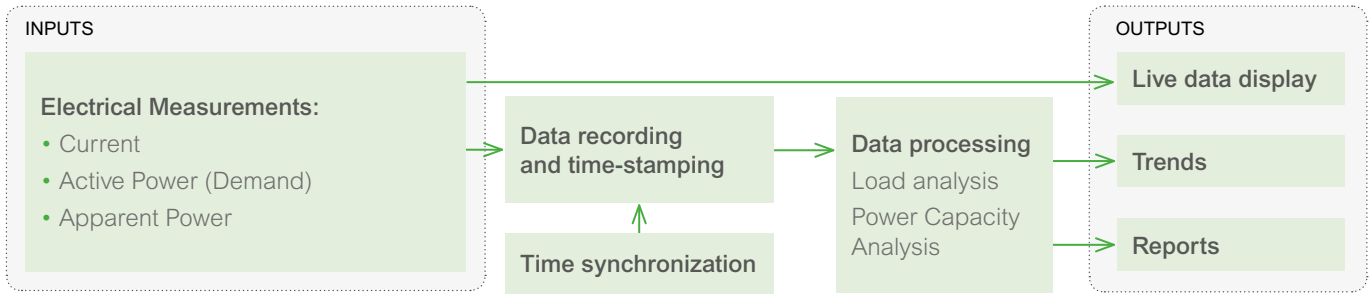 INPUTS
Electrical Measurements:
• Current
• Active Power (Demand)
• Apparent Power
Data recording
and time-stamping
Time synchronization
Data processing
Load analysis
Power Capacity
Analysis
OUTPUTS
Live data display
Trends
Reports